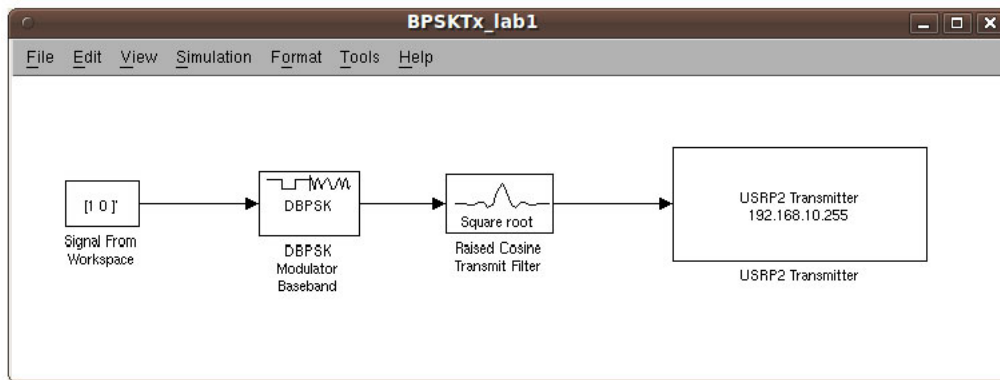 BPSKTx_lab1
File Edit View Simulation Format Tools Help
[1 0]'
Signal From
Workspace
DBPSK
DBPSK
Modulator
Baseband
Square root
Raised Cosine
Transmit Filter
USRP2 Transmitter
192.168.10.255
USRP2 Transmitter